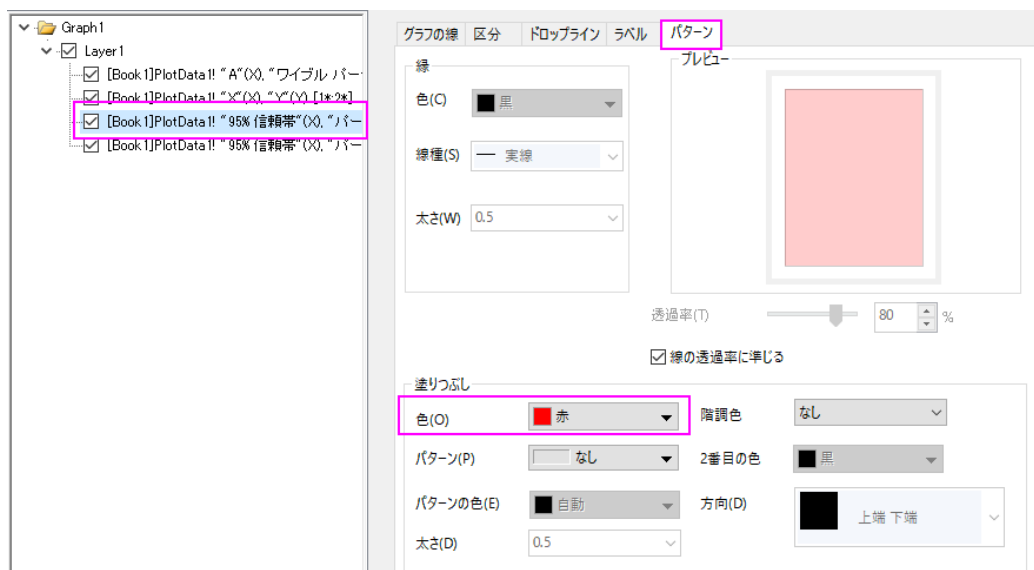 Graph1
Layer1
[Book1]PlotData1! "A"(X), "ワイブル パー
[Book1]PlotData1! "X"(X), "Y"(Y) [1*:2*]
[Book1]PlotData1! "95% 信頼帯"(X), "パー
[Book1]PlotData1! "95% 信頼帯"(X), "パー
グラフの線 区分 ドロップライン ラベル パターン
縁
プレビュー
色(C) 黒
線種(S) 実線
太さ(W) 0.5
透過率(T) 80 %
線の透過率に準じる
塗りつぶし
色(O) 赤 階調色 なし
パターン(P) なし 2番目の色 黒
パターンの色(E) 自動 方向(D) 上端 下端
太さ(D) 0.5